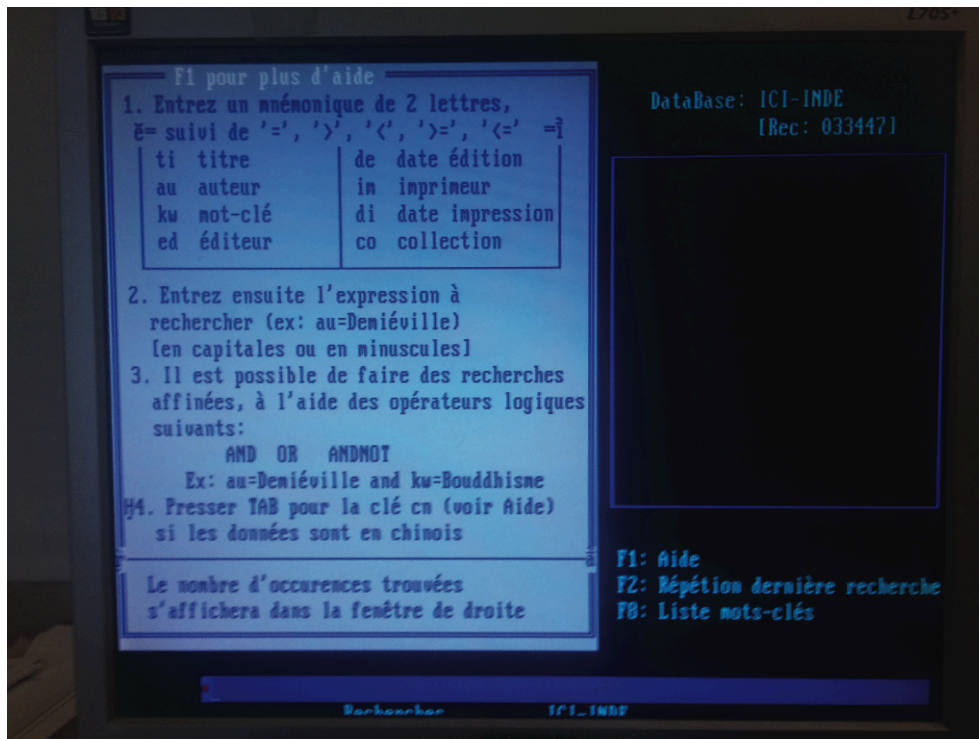 L705+
F1 pour plus d'aide
1. Entrez un mnémonique de 2 lettres,
ĕ= suivi de '=', '>', '<', '>=', '<=' =ì
ti titre
au auteur
kw mot-clé
ed éditeur
de date édition
im imprimeur
di date impression
co collection
2. Entrez ensuite l'expression à
rechercher (ex: au=Demiéville)
[en capitales ou en minuscules]
3. Il est possible de faire des recherches
affinées, à l'aide des opérateurs logiques
suivants:
AND OR ANDNOT
Ex: au=Demiéville and kw=Bouddhisme
4. Presser TAB pour la clé cn (voir Aide)
si les données sont en chinois
Le nombre d'occurences trouvées
s'affichera dans la fenêtre de droite
DataBase: ICI-INDE
[Rec: 033447]
F1: Aide
F2: Répétion dernière recherche
F8: Liste mots-clés
Rechercher ICI-INDE